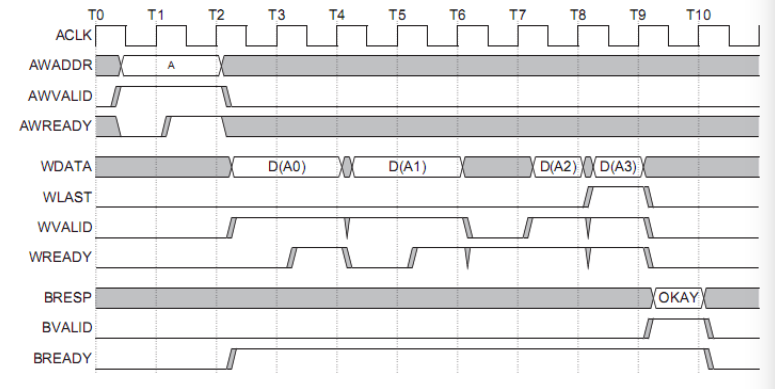 T0 T1 T2 T3 T4 T5 T6 T7 T8 T9 T10
ACLK
AWADDR A
AWVALID
AWREADY
WDATA D(A0) D(A1) D(A2) D(A3)
WLAST
WVALID
WREADY
BRESP OKAY
BVALID
BREADY